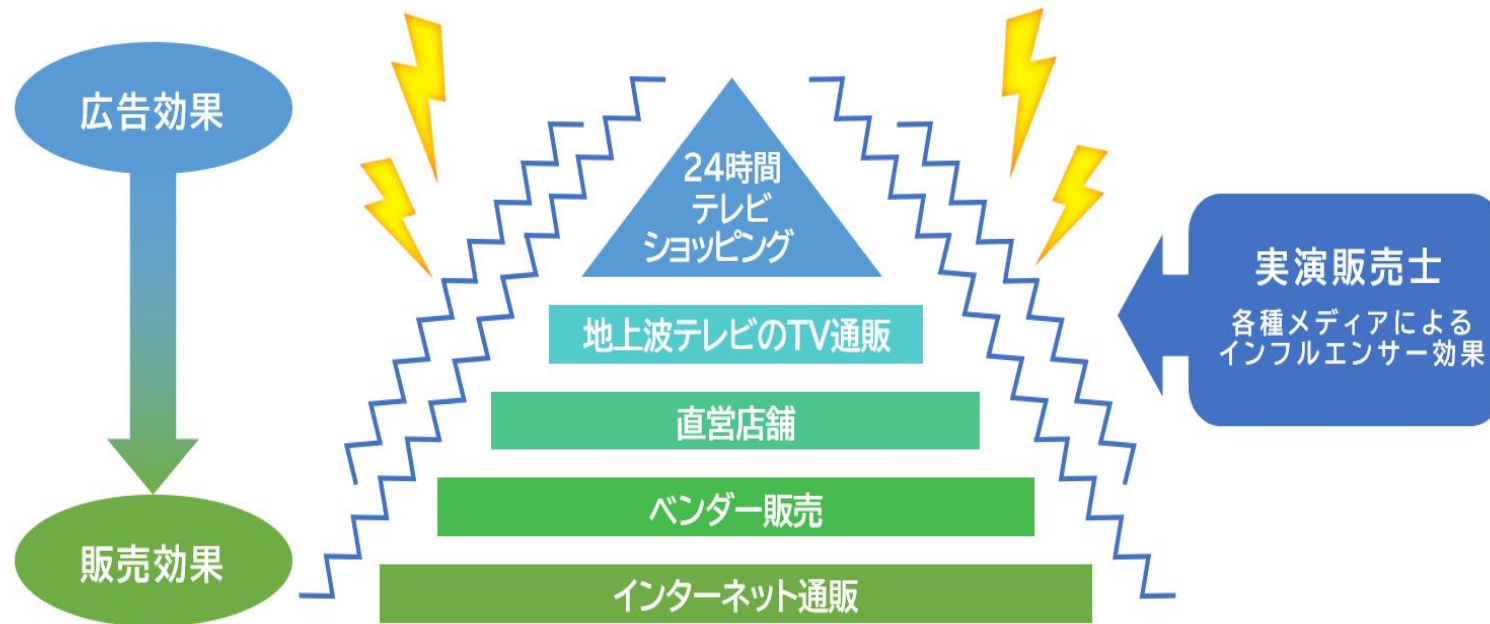 広告効果
販売効果
24時間
テレビ
ショッピング
地上波テレビのTV通販
直営店舗
ベンダー販売
インターネット通販
実演販売士
各種メディアによる
インフルエンサー効果